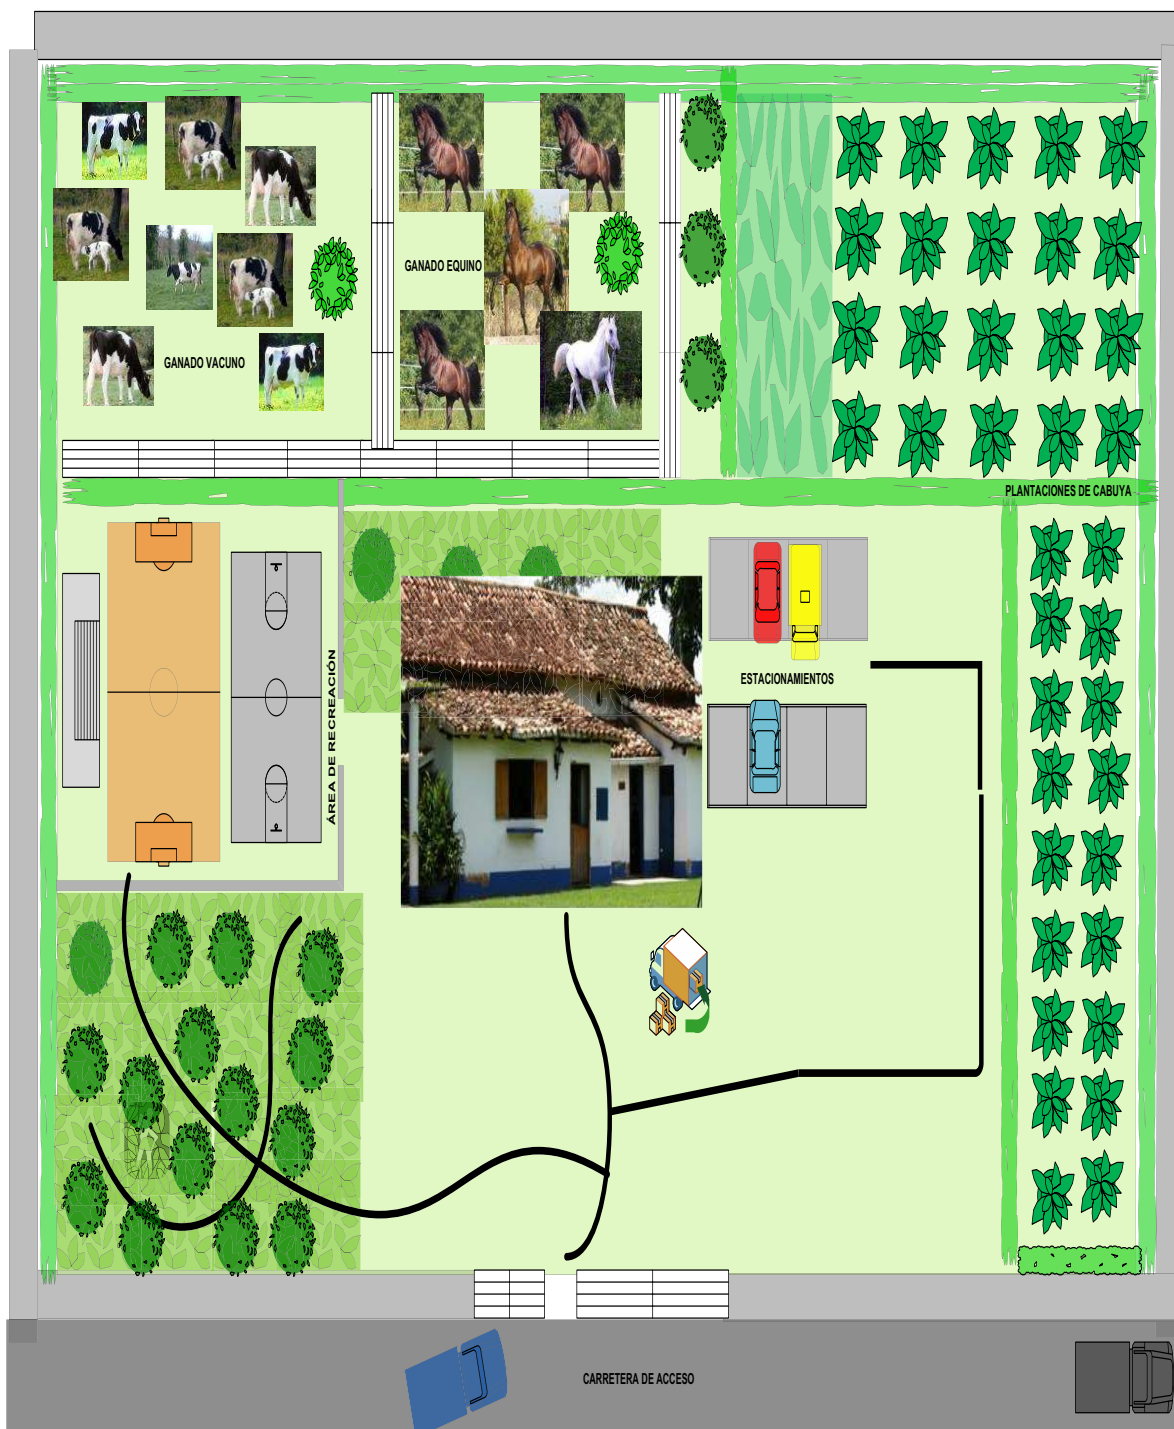 GANADO EQUINO
GANADO VACUNO
PLANTACIONES DE CABUYA
ÁREA DE RECREACIÓN
ESTACIONAMIENTOS
CARRETERA DE ACCESO